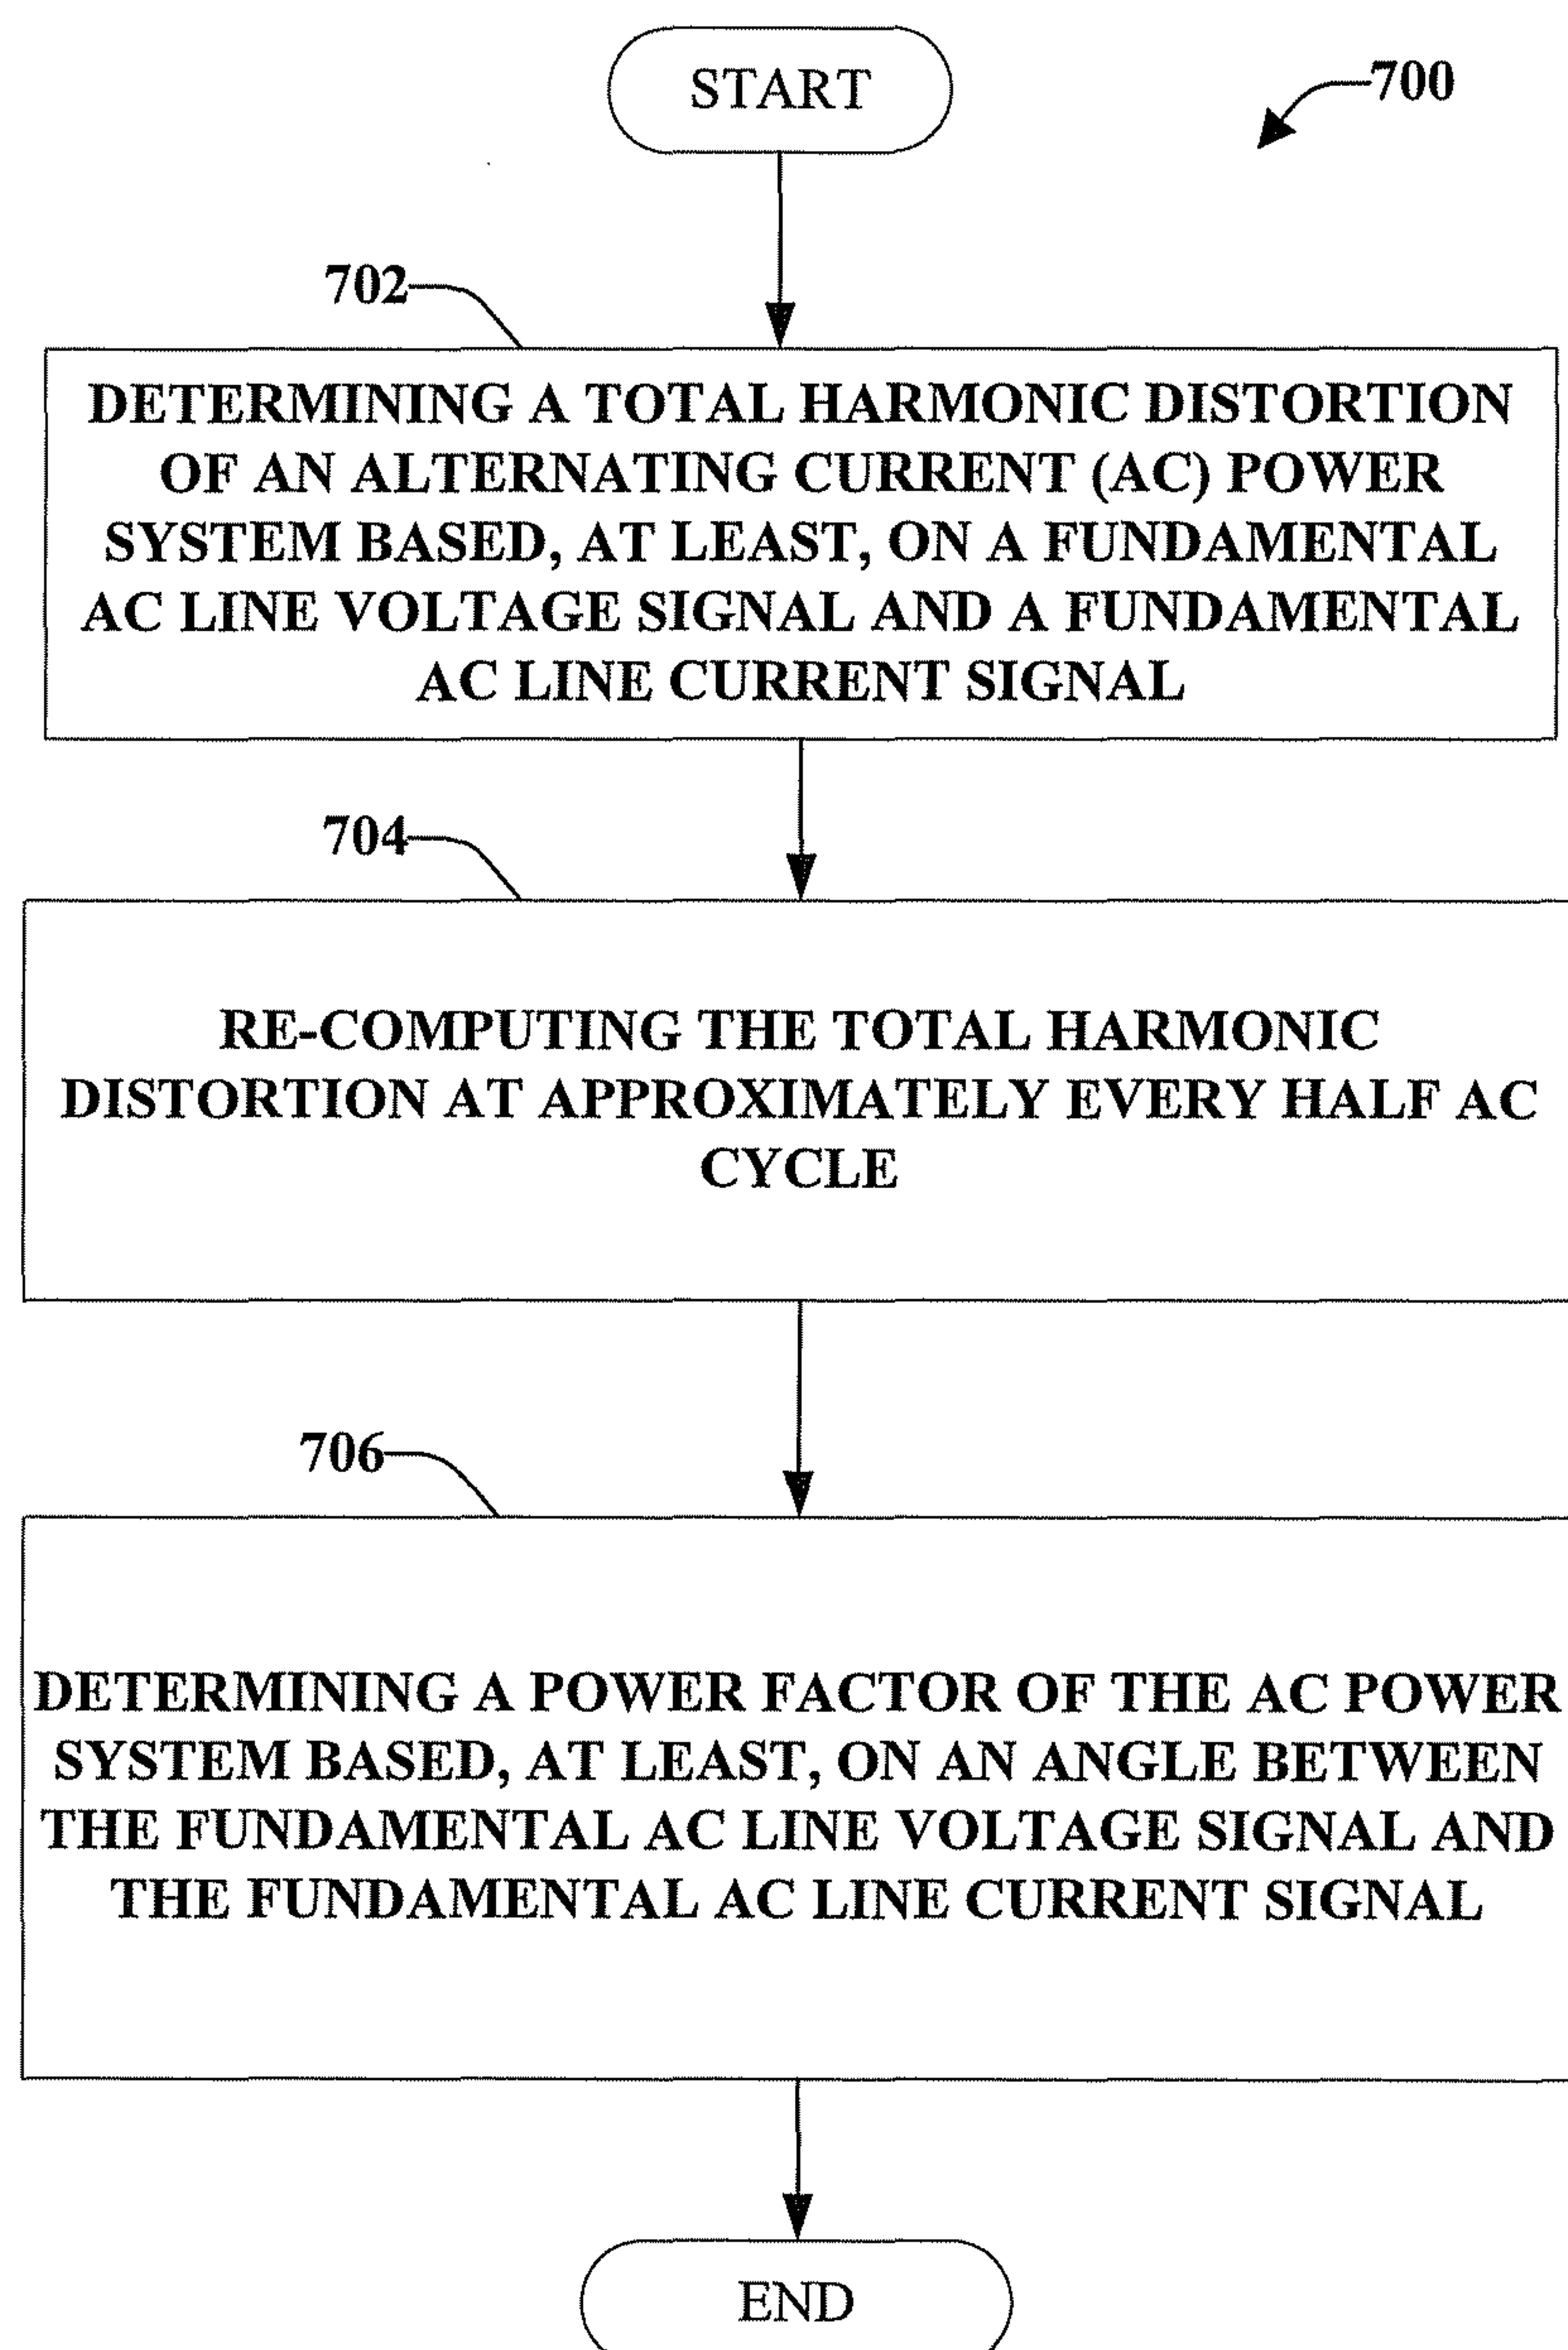 START
700
702
DETERMINING A TOTAL HARMONIC DISTORTION
OF AN ALTERNATING CURRENT (AC) POWER
SYSTEM BASED, AT LEAST, ON A FUNDAMENTAL
AC LINE VOLTAGE SIGNAL AND A FUNDAMENTAL
AC LINE CURRENT SIGNAL
704
RE-COMPUTING THE TOTAL HARMONIC
DISTORTION AT APPROXIMATELY EVERY HALF AC
CYCLE
706
DETERMINING A POWER FACTOR OF THE AC POWER
SYSTEM BASED, AT LEAST, ON AN ANGLE BETWEEN
THE FUNDAMENTAL AC LINE VOLTAGE SIGNAL AND
THE FUNDAMENTAL AC LINE CURRENT SIGNAL
END